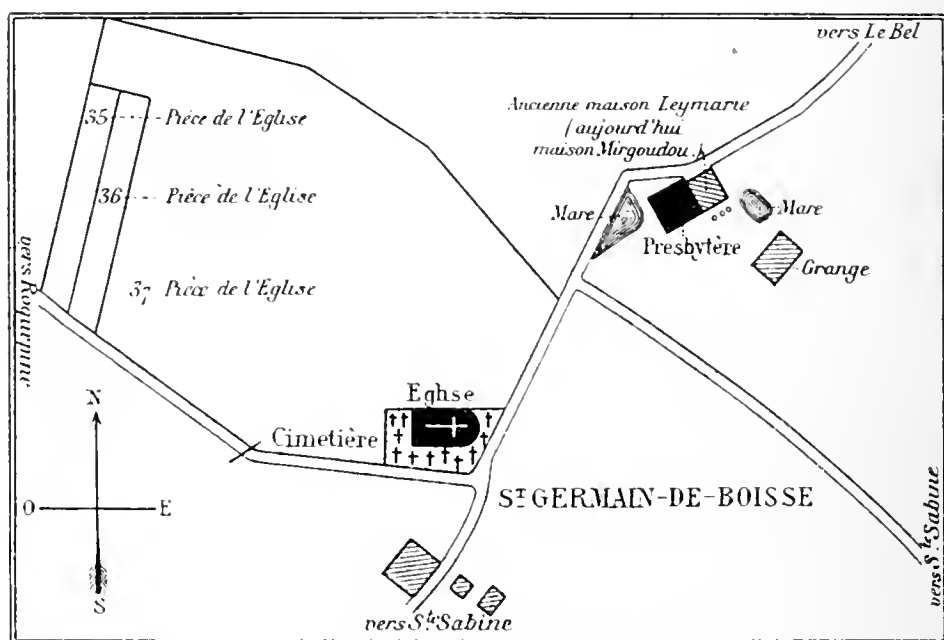 vers Le Bel
Ancienne maison Leymarie
(aujourd'hui
maison Mirgoudou.)
35 Pièce de l'Eglise
36 Pièce de l'Eglise
37 Pièce de l'Eglise
Mare
Mare
Presbytère
Grange
vers Roquepine
Eglise
Cimetière
N
O
E
S
ST GERMAIN-DE-BOISSE
vers Ste Sabine
vers Ste Sabine